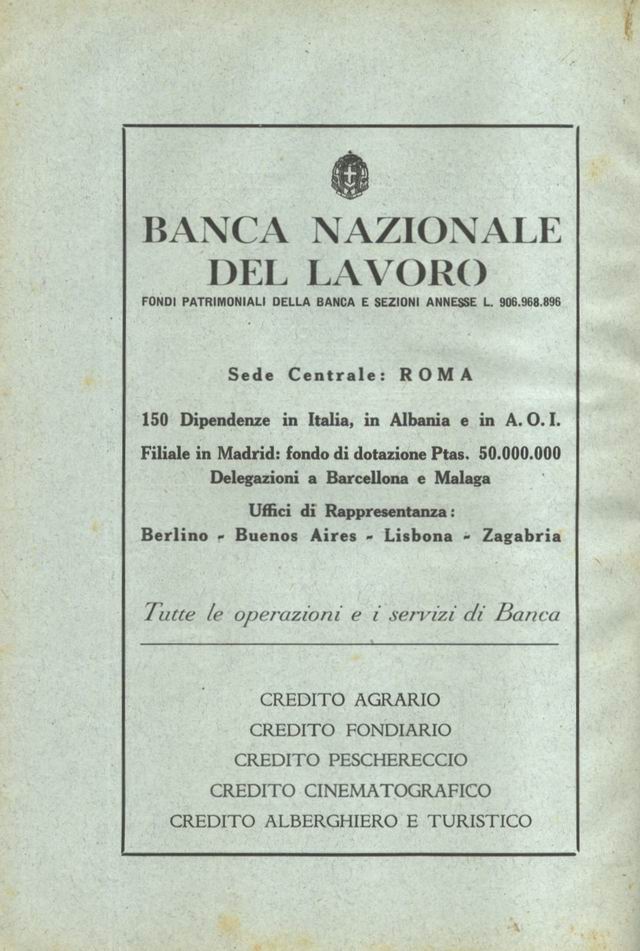 BANCA NAZIONALE
DEL LAVORO
FONDI PATRIMONIALI DELLA BANCA E SEZIONI ANNESSE L. 906.968.896
Sede Centrale: ROMA
150 Dipendenze in Italia, in Albania e in A.O.I.
Filiale in Madrid: fondo di dotazione Ptas. 50.000.000
Delegazioni a Barcellona e Malaga
Uffici di Rappresentanza:
Berlino - Buenos Aires - Lisbona - Zagabria
Tutte le operazioni e i servizi di Banca
CREDITO AGRARIO
CREDITO FONDIARIO
CREDITO PESCHERECCIO
CREDITO CINEMATOGRAFICO
CREDITO ALBERGHIERO E TURISTICO